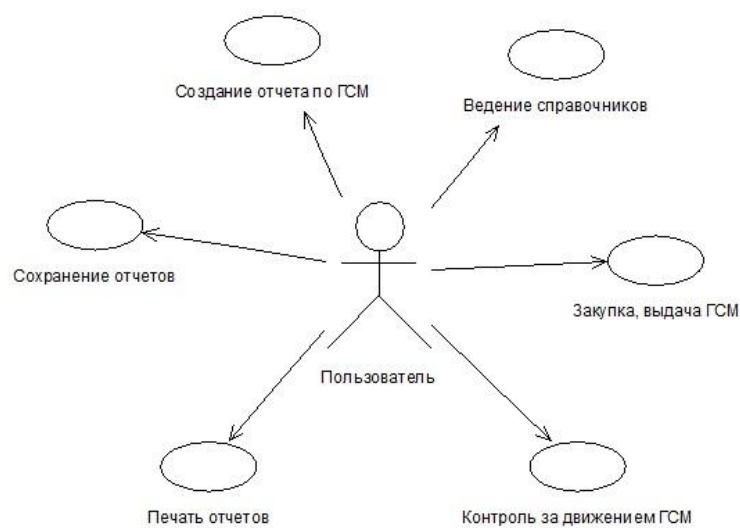 Создание отчета по ГСМ
Ведение справочников
Сохранение отчетов
Закупка, выдача ГСМ
Пользователь
Печать отчетов
Контроль за движением ГСМ